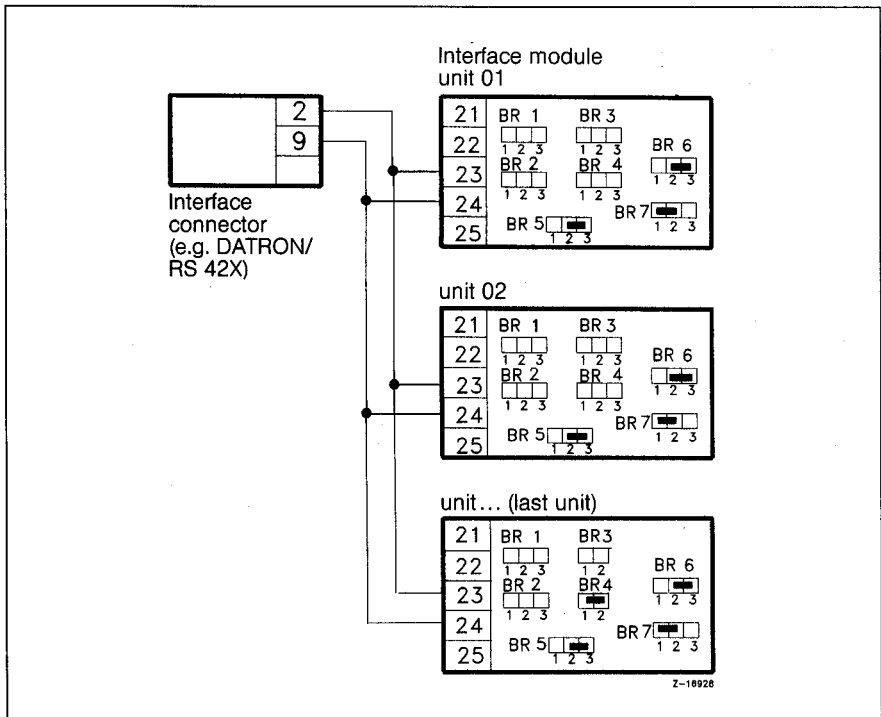 Interface module
unit 01
2
9
Interface
connector
(e.g. DATRON/
RS 42X)
21
22
23
24
25
BR 1
1 2 3
BR 2
1 2 3
BR 3
1 2 3
BR 4
1 2 3
BR 5
1 2 3
BR 6
1 2 3
BR 7
1 2 3
unit 02
21
22
23
24
25
BR 1
1 2 3
BR 2
1 2 3
BR 3
1 2 3
BR 4
1 2 3
BR 5
1 2 3
BR 6
1 2 3
BR 7
1 2 3
unit... (last unit)
21
22
23
24
25
BR 1
1 2 3
BR 2
1 2 3
BR3
1 2
BR4
1 2
BR 5
1 2 3
BR 6
1 2 3
BR 7
1 2 3
Z-16928